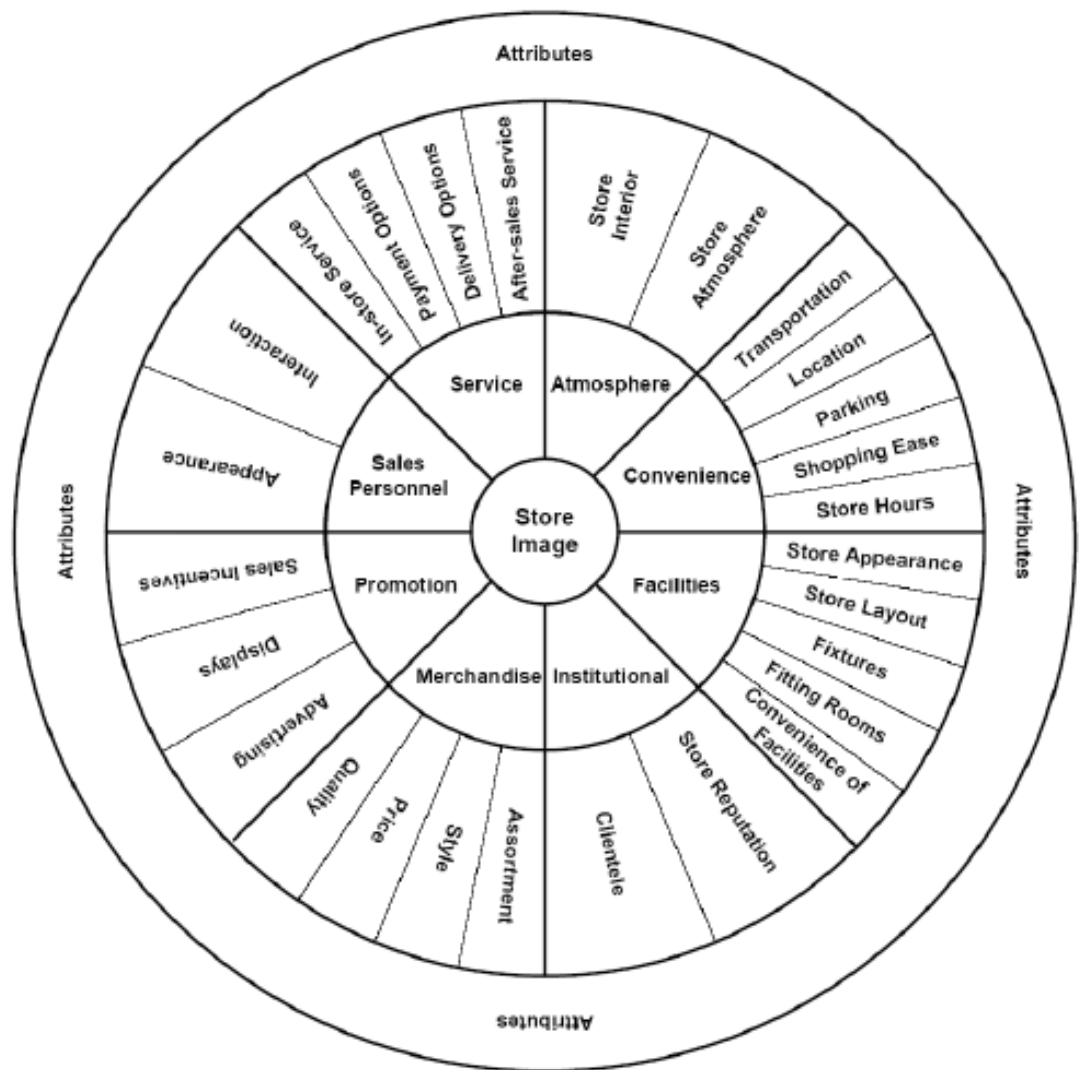 Attributes
After-sales Service
Delivery Options
Payment Options
In-store Service
Store
Interior
Store
Atmosphere
Transportation
Location
Parking
Shopping Ease
Store Hours
Interaction
Appearance
Service
Atmosphere
Sales
Personnel
Convenience
Store
Image
Attributes
Attributes
Promotion
Facilities
Merchandise
Institutional
Sales Incentives
Displays
Advertising
Store Appearance
Store Layout
Fixtures
Fitting Rooms
Convenience of
Facilities
Quality
Price
Style
Assortment
Clientele
Store Reputation
Attributes